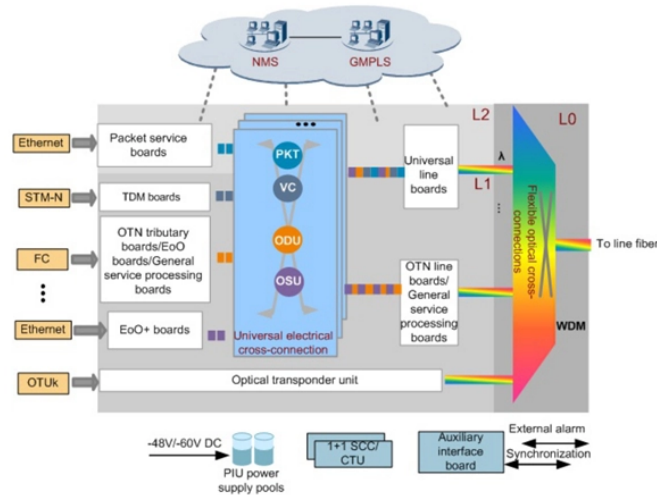 NMS
GMPLS
L2
L0
Ethernet
Packet service
boards
•••
PKT
Universal
line
boards
λ
L1
...
STM-N
TDM boards
VC
FC
OTN tributary
boards/EoO
boards/General
service processing
boards
ODU
OSU
OTN line
boards/
General
service
processing
boards
Flexible optical cross-
connections
To line fiber
WDM
Ethernet
EoO+ boards
Universal electrical
cross-connection
OTUk
Optical transponder unit
-48V/-60V DC
PIU power
supply pools
1+1 SCC/
CTU
Auxiliary
interface
board
External alarm
Synchronization